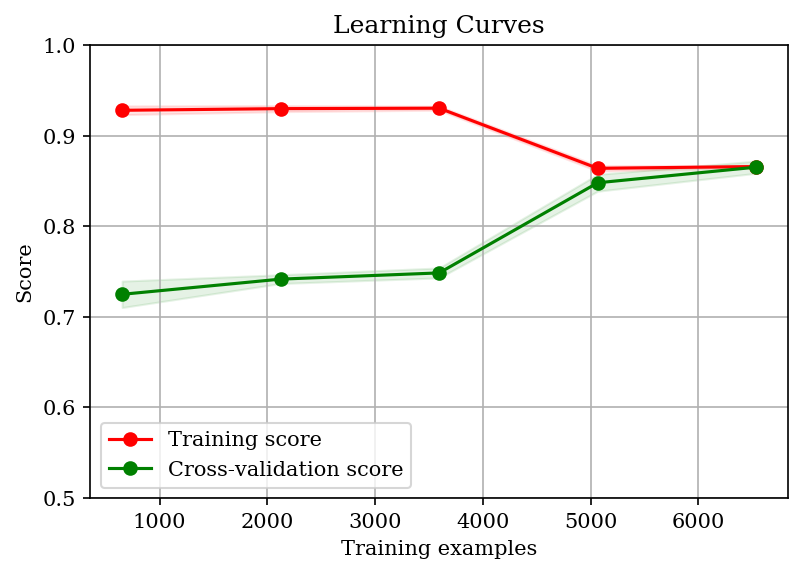 Learning Curves
1.0
0.9
0.8
0.7
0.6
0.5
Score
Training score
Cross-validation score
1000 2000 3000 4000 5000 6000
Training examples